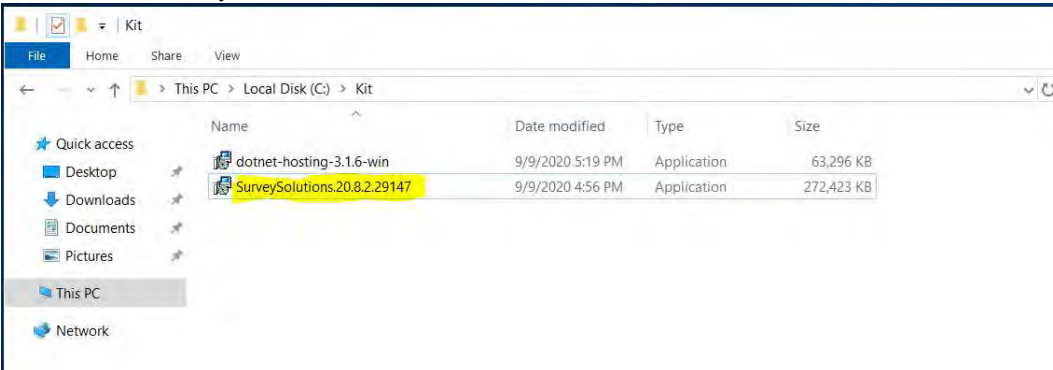 Kit
File Home Share View
This PC > Local Disk (C:) > Kit
Name Date modified Type Size
Quick access
dotnet-hosting-3.1.6-win 9/9/2020 5:19 PM Application 63,296 KB
Desktop
SurveySolutions.20.8.2.29147 9/9/2020 4:56 PM Application 272,423 KB
Downloads
Documents
Pictures
This PC
Network